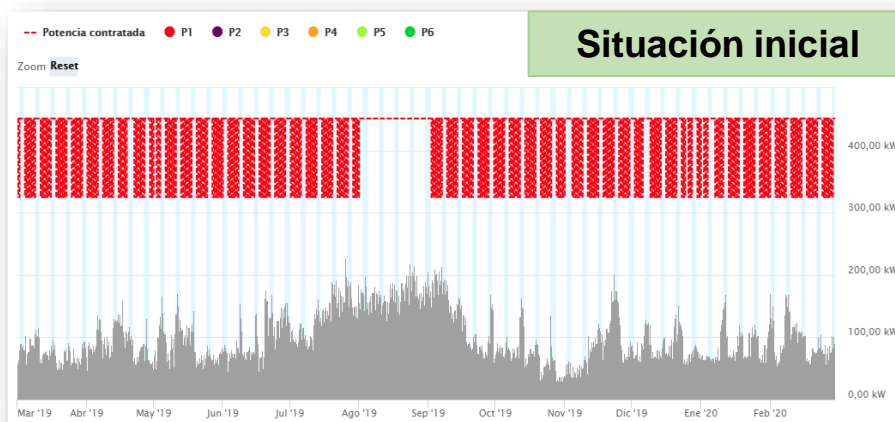 Situación inicial
-- Potencia contratada P1 P2 P3 P4 P5 P6
Zoom Reset
400,00 kW
300,00 kW
200,00 kW
100,00 kW
0,00 kW
Mar '19 Abr '19 May '19 Jun '19 Jul '19 Ago '19 Sep '19 Oct '19 Nov '19 Dic '19 Ene '20 Feb '20